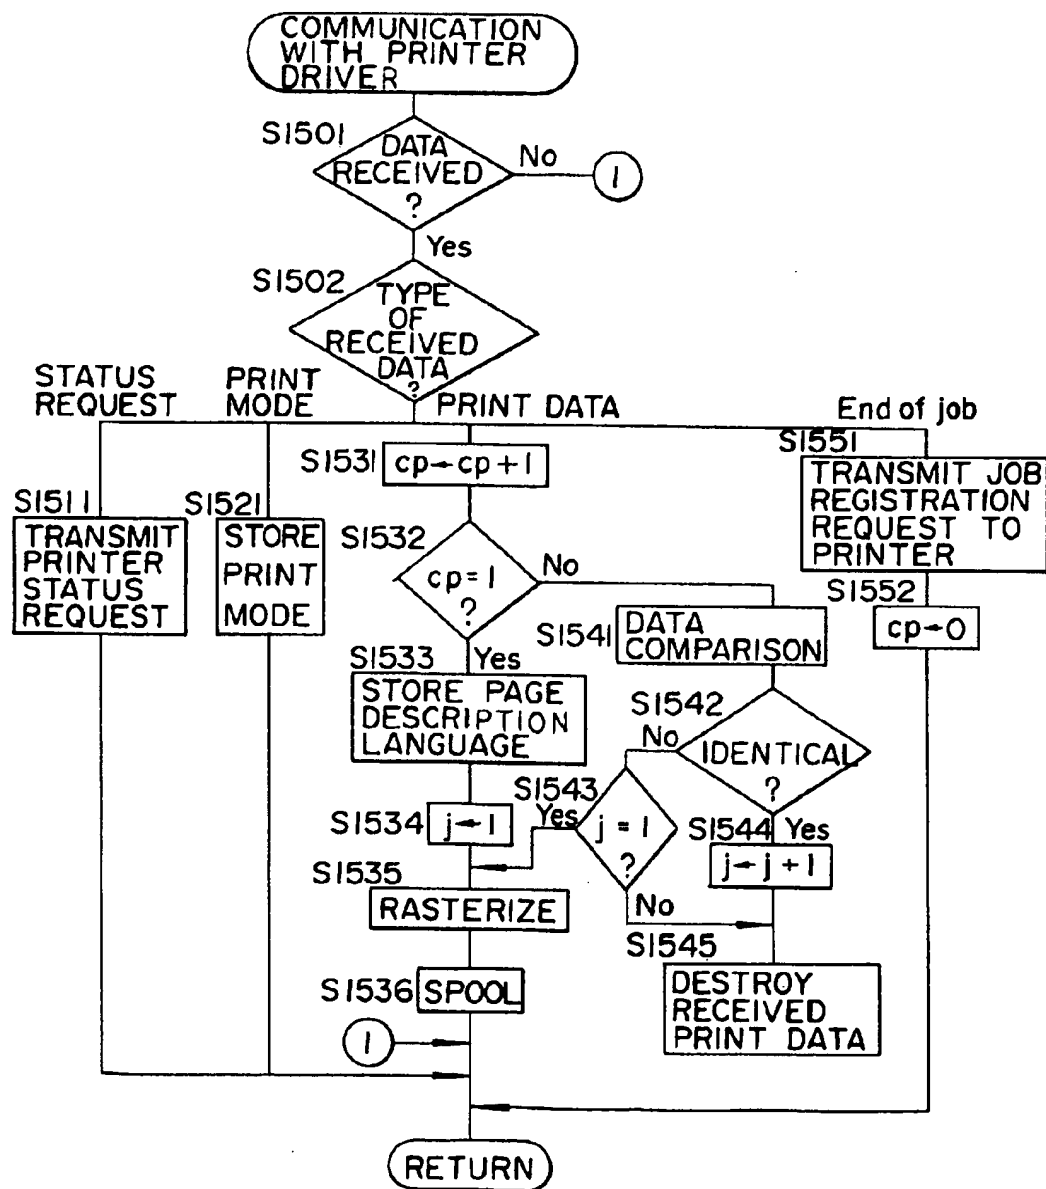 COMMUNICATION
WITH PRINTER
DRIVER
S1501
DATA
RECEIVED
?
No
1
Yes
S1502
TYPE
OF
RECEIVED
DATA
?
STATUS
REQUEST
PRINT
MODE
PRINT DATA
End of job
S1531
cp←cp+1
S1551
TRANSMIT JOB
REGISTRATION
REQUEST TO
PRINTER
S1511
TRANSMIT
PRINTER
STATUS
REQUEST
S1521
STORE
PRINT
MODE
S1532
cp=1
?
No
S1552
cp←0
S1541
DATA
COMPARISON
S1533
Yes
STORE PAGE
DESCRIPTION
LANGUAGE
S1542
No
IDENTICAL
?
S1543
Yes
j=1
?
S1534
j←1
S1544
Yes
j←j+1
S1535
RASTERIZE
No
S1545
DESTROY
RECEIVED
PRINT DATA
S1536
SPOOL
1
RETURN